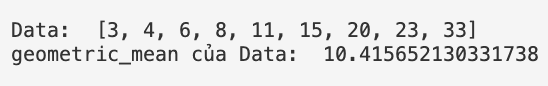 Data:  [3, 4, 6, 8, 11, 15, 20, 23, 33]
geometric_mean của Data:  10.415652130331738